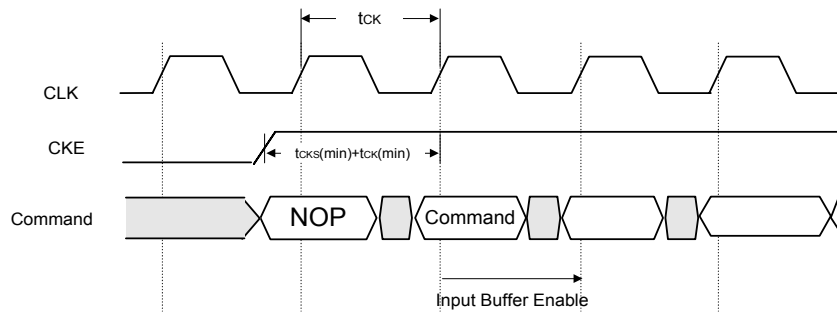 tCK
CLK
CKE
tCKS(min)+tCK(min)
Command
NOP
Command
Input Buffer Enable